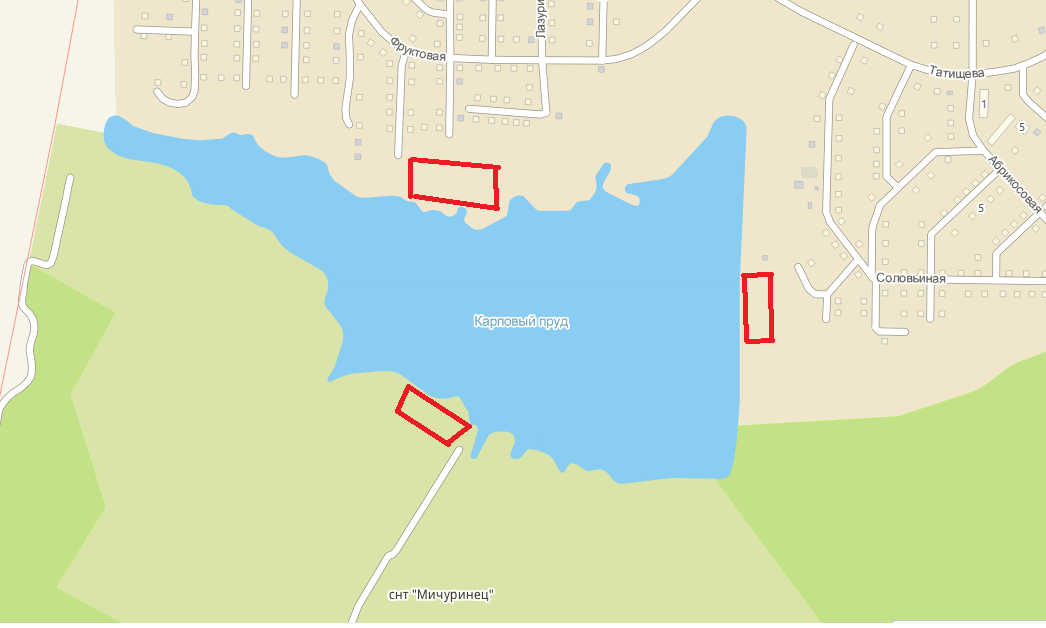 Фруктовая
Татищева
1
5
Абрикосовая
5
Соловьиная
Карповый пруд
снт "Мичуринец"